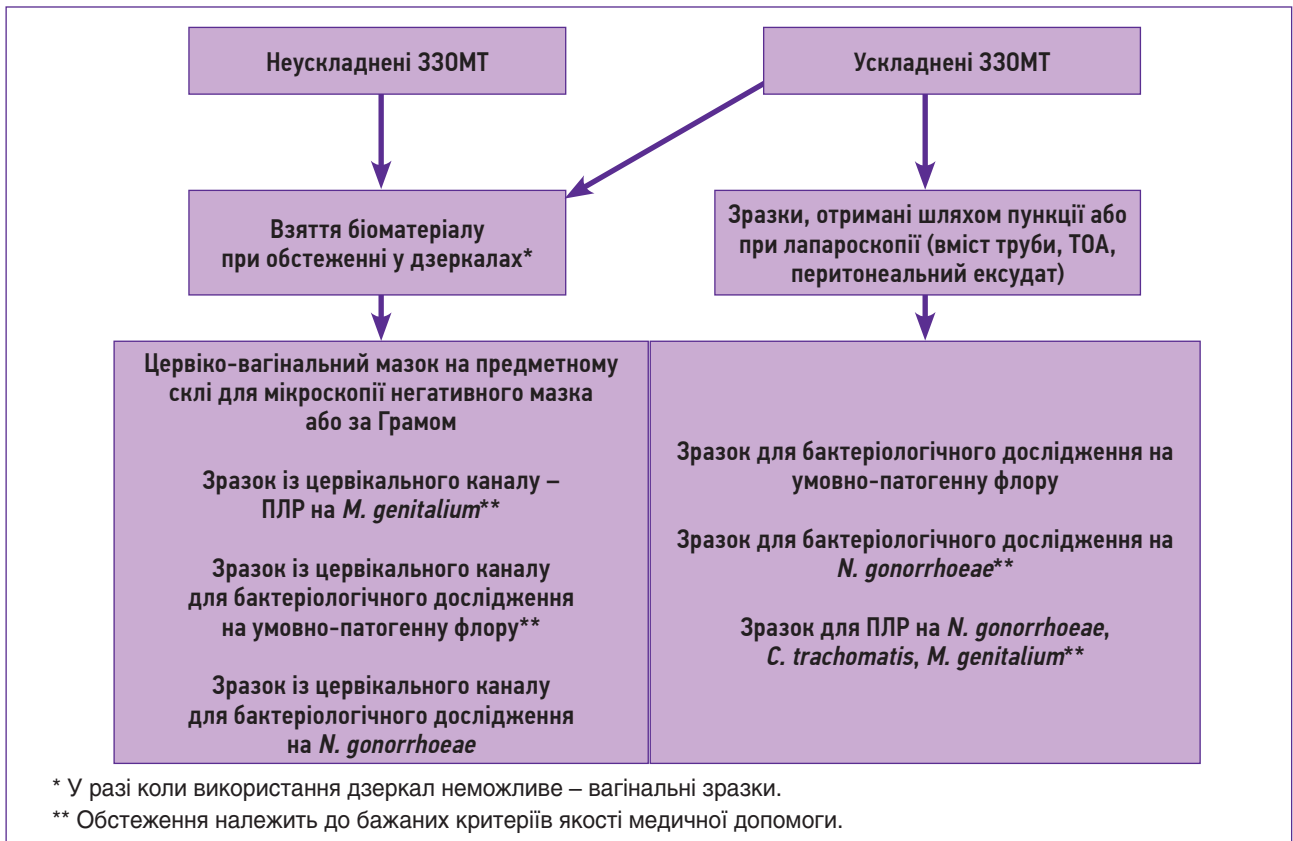 Неускладнені ЗЗОМТ
Ускладнені ЗЗОМТ
Взяття біоматеріалу
при обстеженні у дзеркалах*
Зразки, отримані шляхом пункції або
при лапароскопії (вміст труби, ТОА,
перитонеальний ексудат)
Цервіко-вагінальний мазок на предметному
склі для мікроскопії негативного мазка
або за Грамом
Зразок із цервікального каналу –
ПЛР на M. genitalium**
Зразок із цервікального каналу
для бактеріологічного дослідження
на умовно-патогенну флору**
Зразок із цервікального каналу
для бактеріологічного дослідження
на N. gonorrhoeae
Зразок для бактеріологічного дослідження на
умовно-патогенну флору
Зразок для бактеріологічного дослідження на
N. gonorrhoeae**
Зразок для ПЛР на N. gonorrhoeae,
C. trachomatis, M. genitalium**
* У разі коли використання дзеркал неможливе – вагінальні зразки.
** Обстеження належить до бажаних критеріїв якості медичної допомоги.